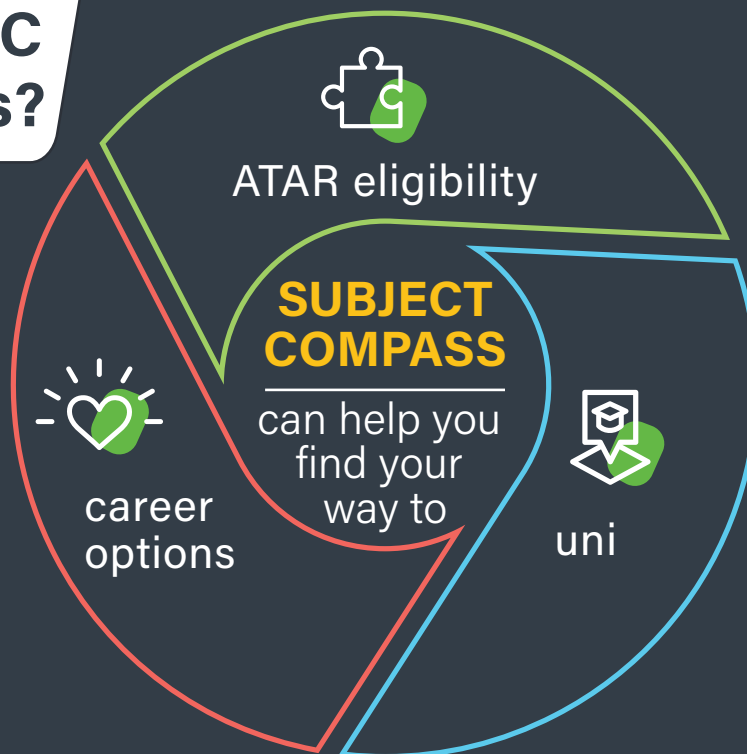 C
s?
ATAR eligibility
SUBJECT
COMPASS
can help you
find your
way to
career
options
uni